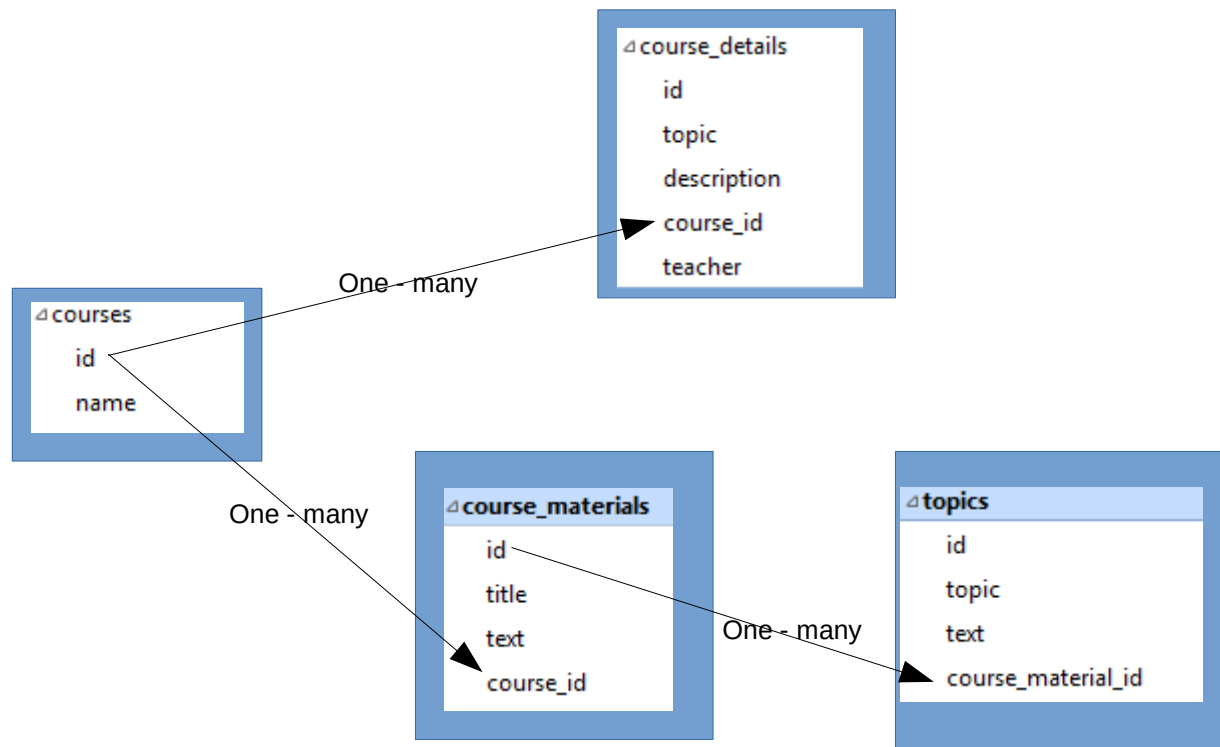 course_details
id
topic
description
course_id
teacher
One - many
courses
id
name
One - many
course_materials
id
title
text
course_id
One - many
topics
id
topic
text
course_material_id